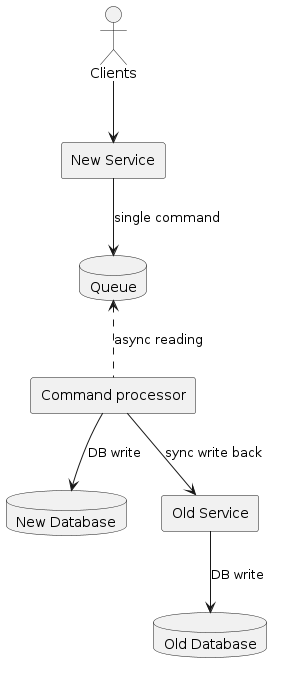 Clients
New Service
single command
Queue
async reading
Command processor
DB write
sync write back
New Database
Old Service
DB write
Old Database